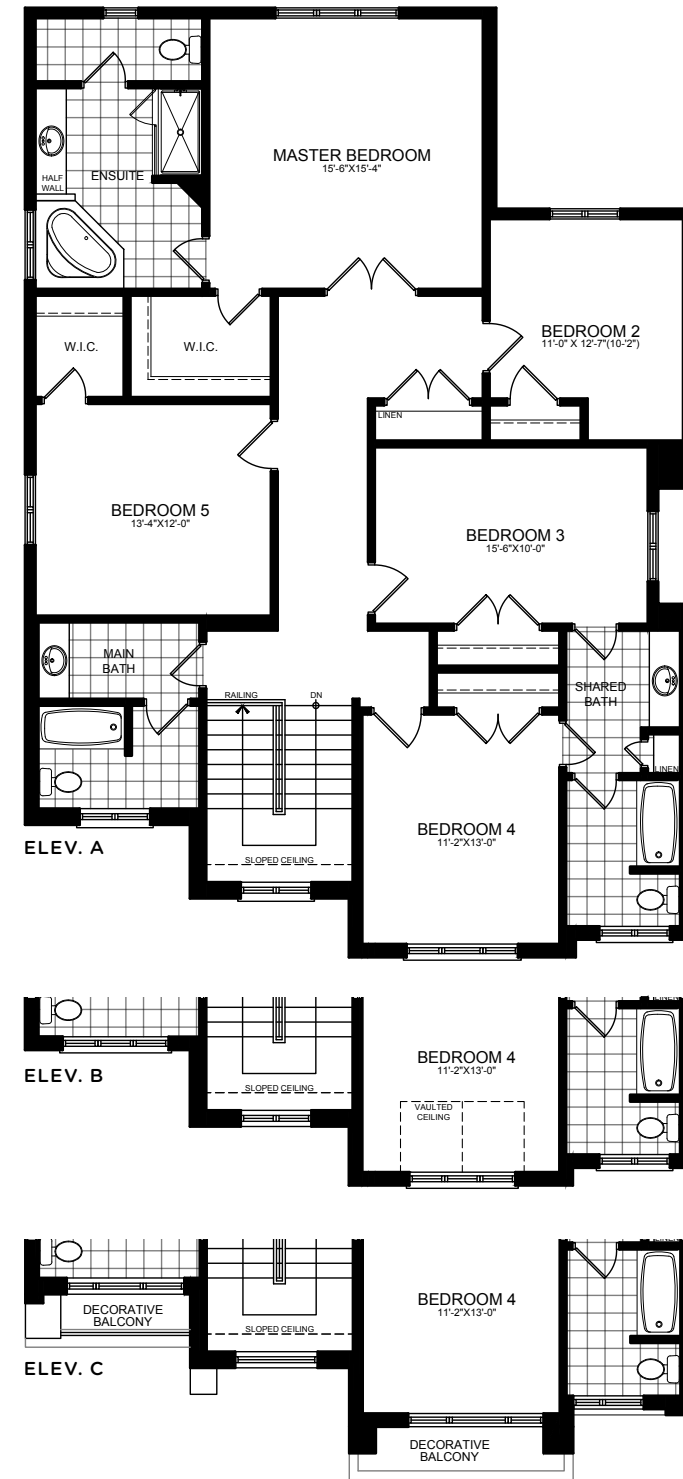 MASTER BEDROOM
15'-6"X15'-4"
ENSUITE
HALF
WALL
W.I.C.
W.I.C.
BEDROOM 2
11'-0" X 12'-7"(10-'2")
LINEN
BEDROOM 5
13'-4"X12'-0"
BEDROOM 3
15'-6"X10'-0"
MAIN
BATH
RAILING
DN
SHARED
BATH
LINEN
BEDROOM 4
11'-2"X13'-0"
SLOPED CEILING
ELEV. A
LINEN
BEDROOM 4
11'-2"X13'-0"
ELEV. B
SLOPED CEILING
VAULTED
CEILING
LINEN
BEDROOM 4
11'-2"X13'-0"
DECORATIVE
BALCONY
SLOPED CEILING
ELEV. C
DECORATIVE
BALCONY